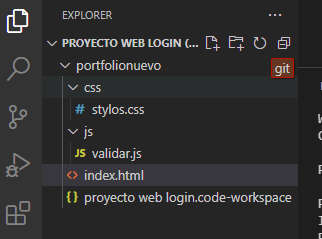 EXPLORER
PROYECTO WEB LOGIN (...
portfolionuevo
git
css
# stylos.css
js
JS validar.js
<> index.html
{} proyecto web login.code-workspace